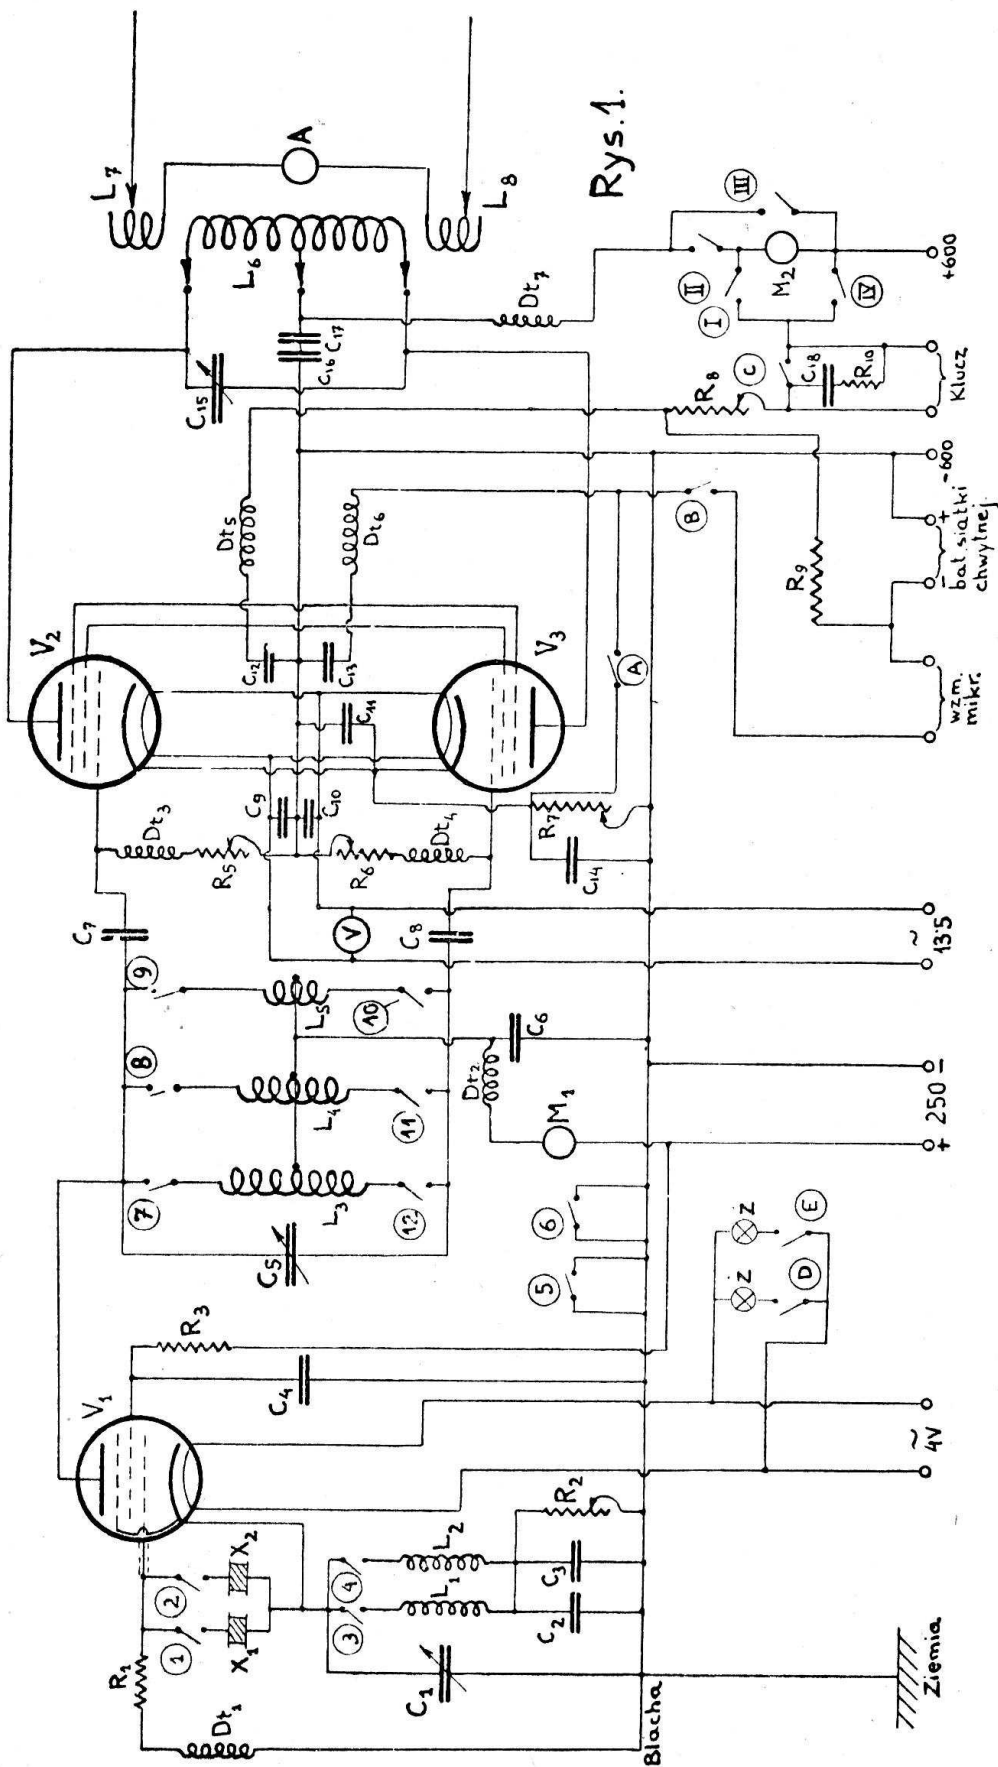 L7
A
L8
L6
Rys. 1.
C15
C16
C17
Dt7
III
II
M2
I
IV
+600
R8
C
C18
R10
Klucz
-600
Dt5
Dt6
B
R9
+
-
bat. siatki
chwytnej
V2
C12
C13
C11
V3
A
wzm.
mikr.
Dt3
R5
C9
C10
R6
Dt4
R7
C14
C7
V
C8
~
13.5
9
L5
10
C6
8
L4
11
Dt2
M1
+ 250 -
7
L3
12
C5
6
5
Z
E
Z
D
R3
C4
V1
~
4V
2
X2
1
X1
R1
Dt1
4
L2
R2
3
L1
C3
C2
C1
Blacha
Ziemia